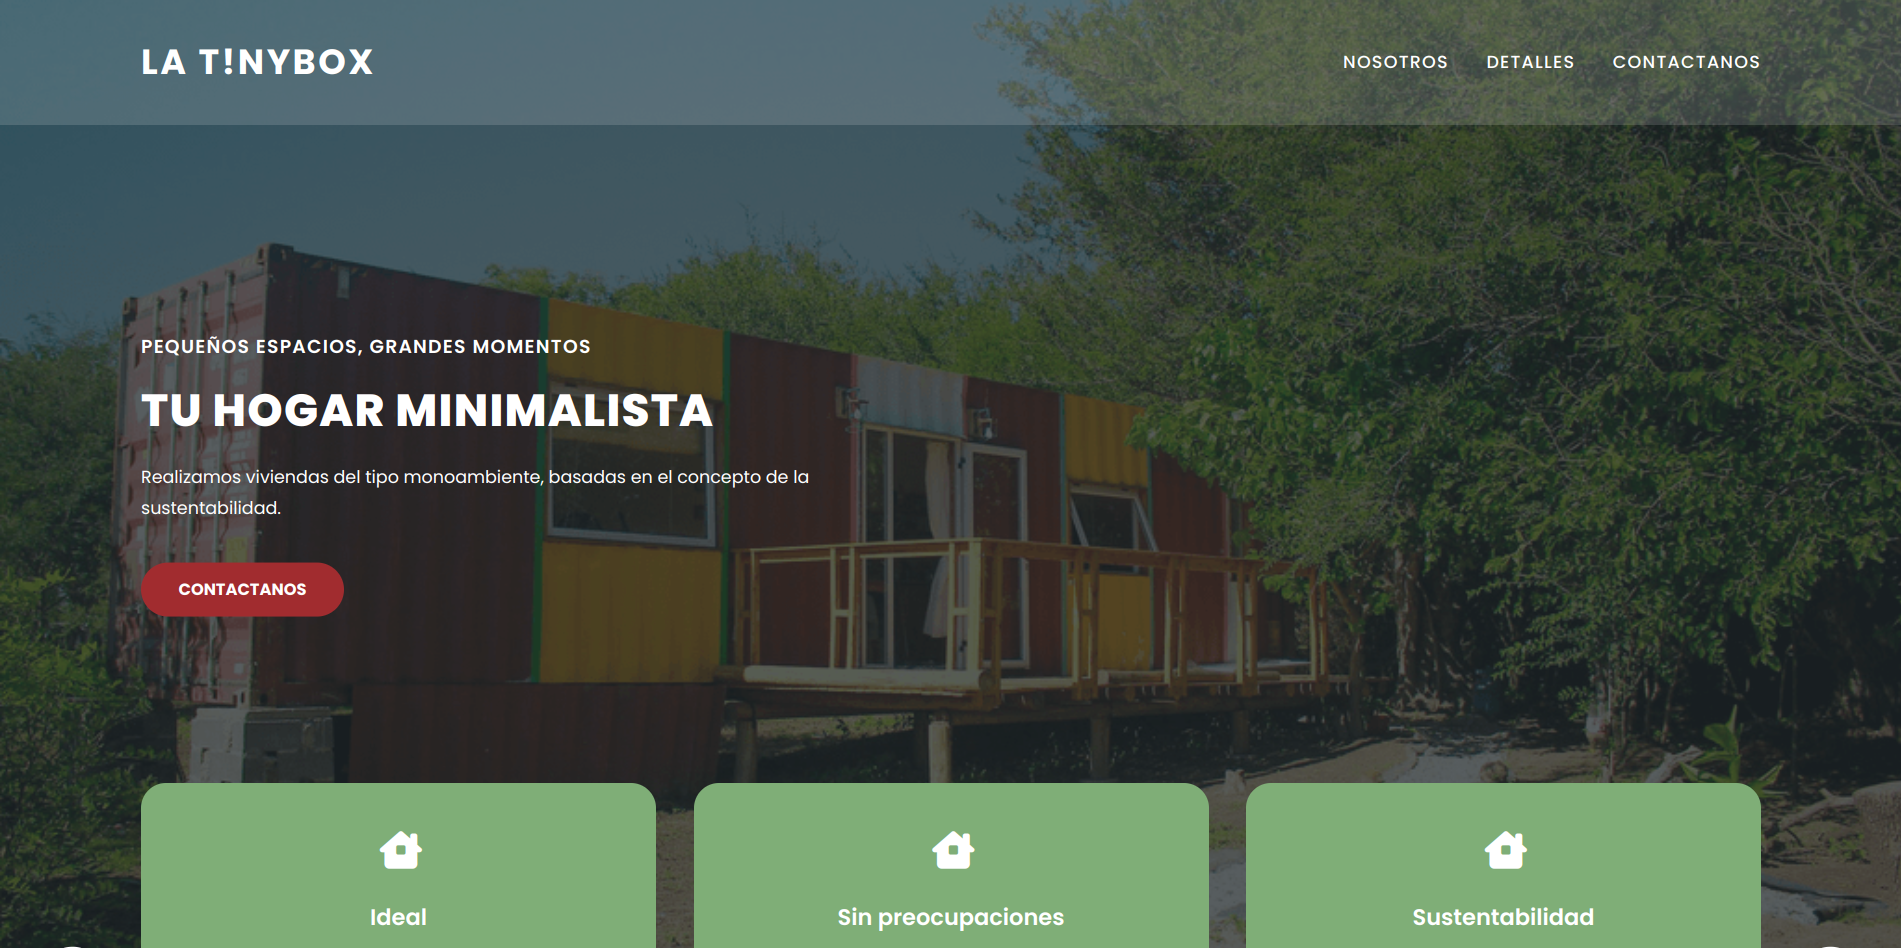 LA T!NYBOX
NOSOTROS
DETALLES
CONTACTANOS
PEQUEÑOS ESPACIOS, GRANDES MOMENTOS
TU HOGAR MINIMALISTA
Realizamos viviendas del tipo monoambiente, basadas en el concepto de la
sustentabilidad.
CONTACTANOS
Ideal
Sin preocupaciones
Sustentabilidad